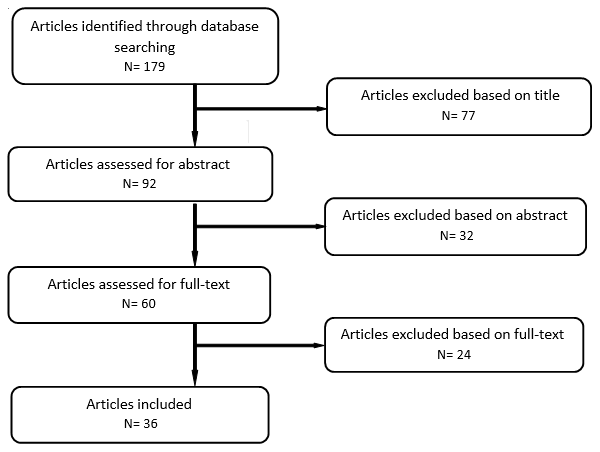 Articles identified through database
searching
N= 179
Articles excluded based on title
N= 77
Articles assessed for abstract
N= 92
Articles excluded based on abstract
N= 32
Articles assessed for full-text
N= 60
Articles excluded based on full-text
N= 24
Articles included
N= 36